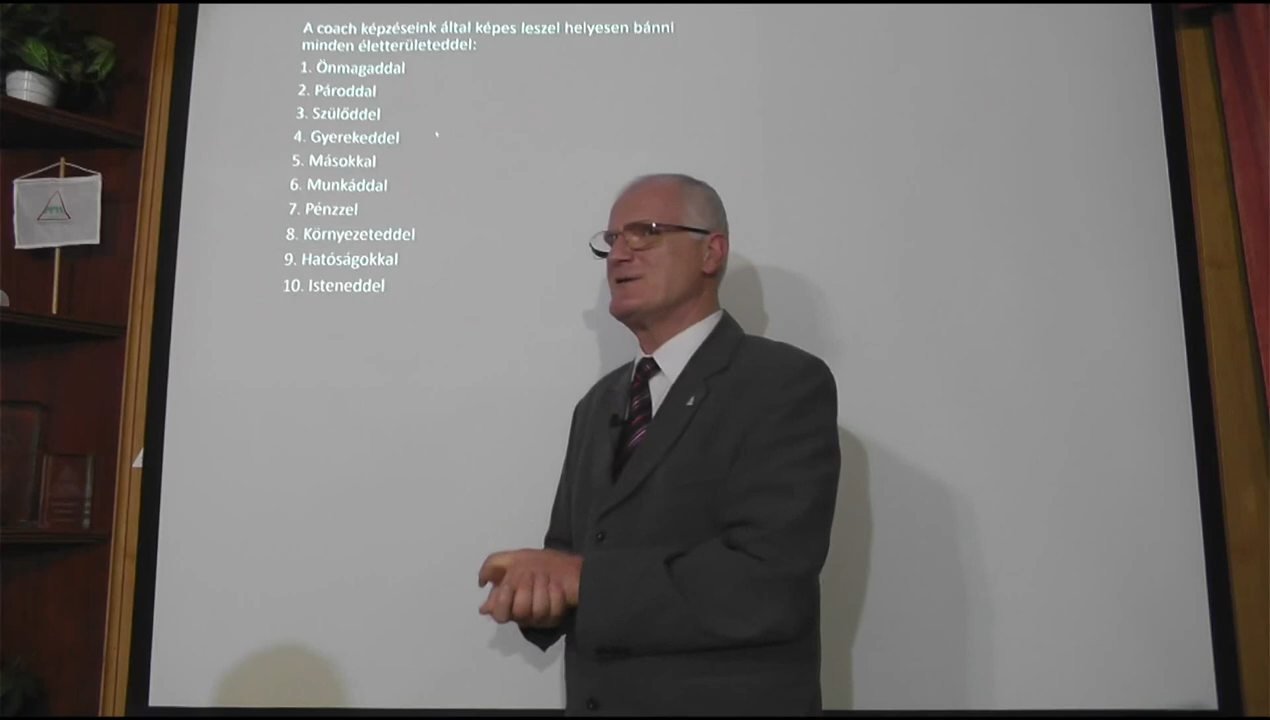 A coach képzéseink által képes leszel helyesen bánni
minden életterületeddel:
1. Önmagaddal
2. Pároddal
3. Szülőddel
4. Gyerekeddel
5. Másokkal
6. Munkáddal
7. Pénzzel
8. Környezeteddel
9. Hatóságokkal
10. Isteneddel